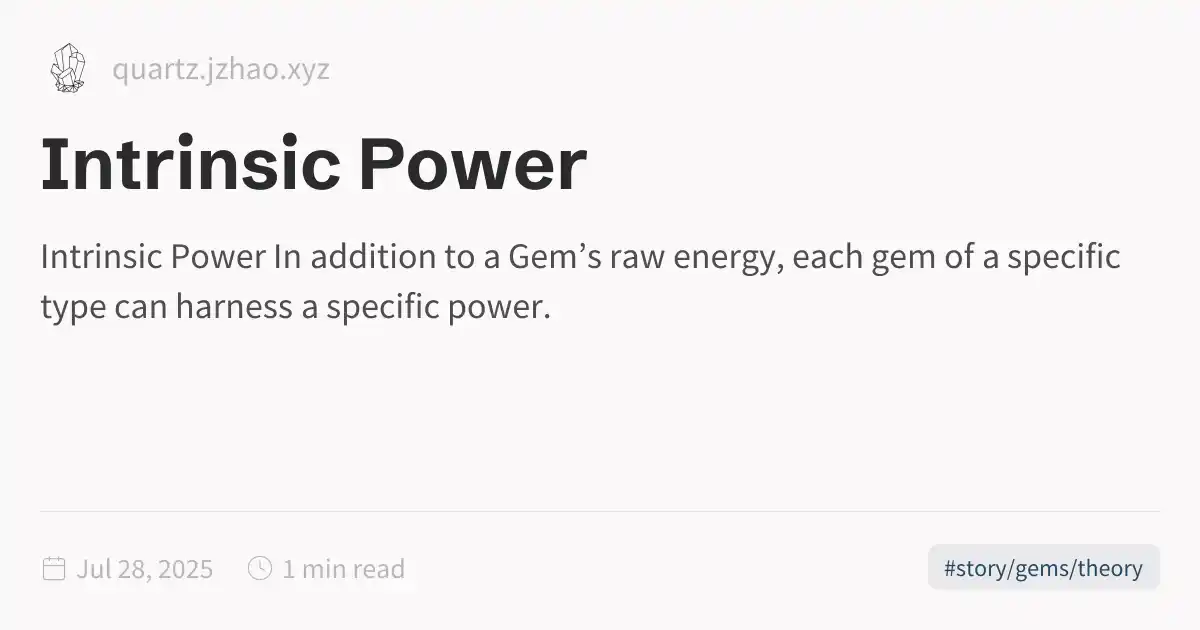 quartz.jzhao.xyz
Intrinsic Power
Intrinsic Power In addition to a Gem’s raw energy, each gem of a specific
type can harness a specific power.
Jul 28, 2025 1 min read #story/gems/theory